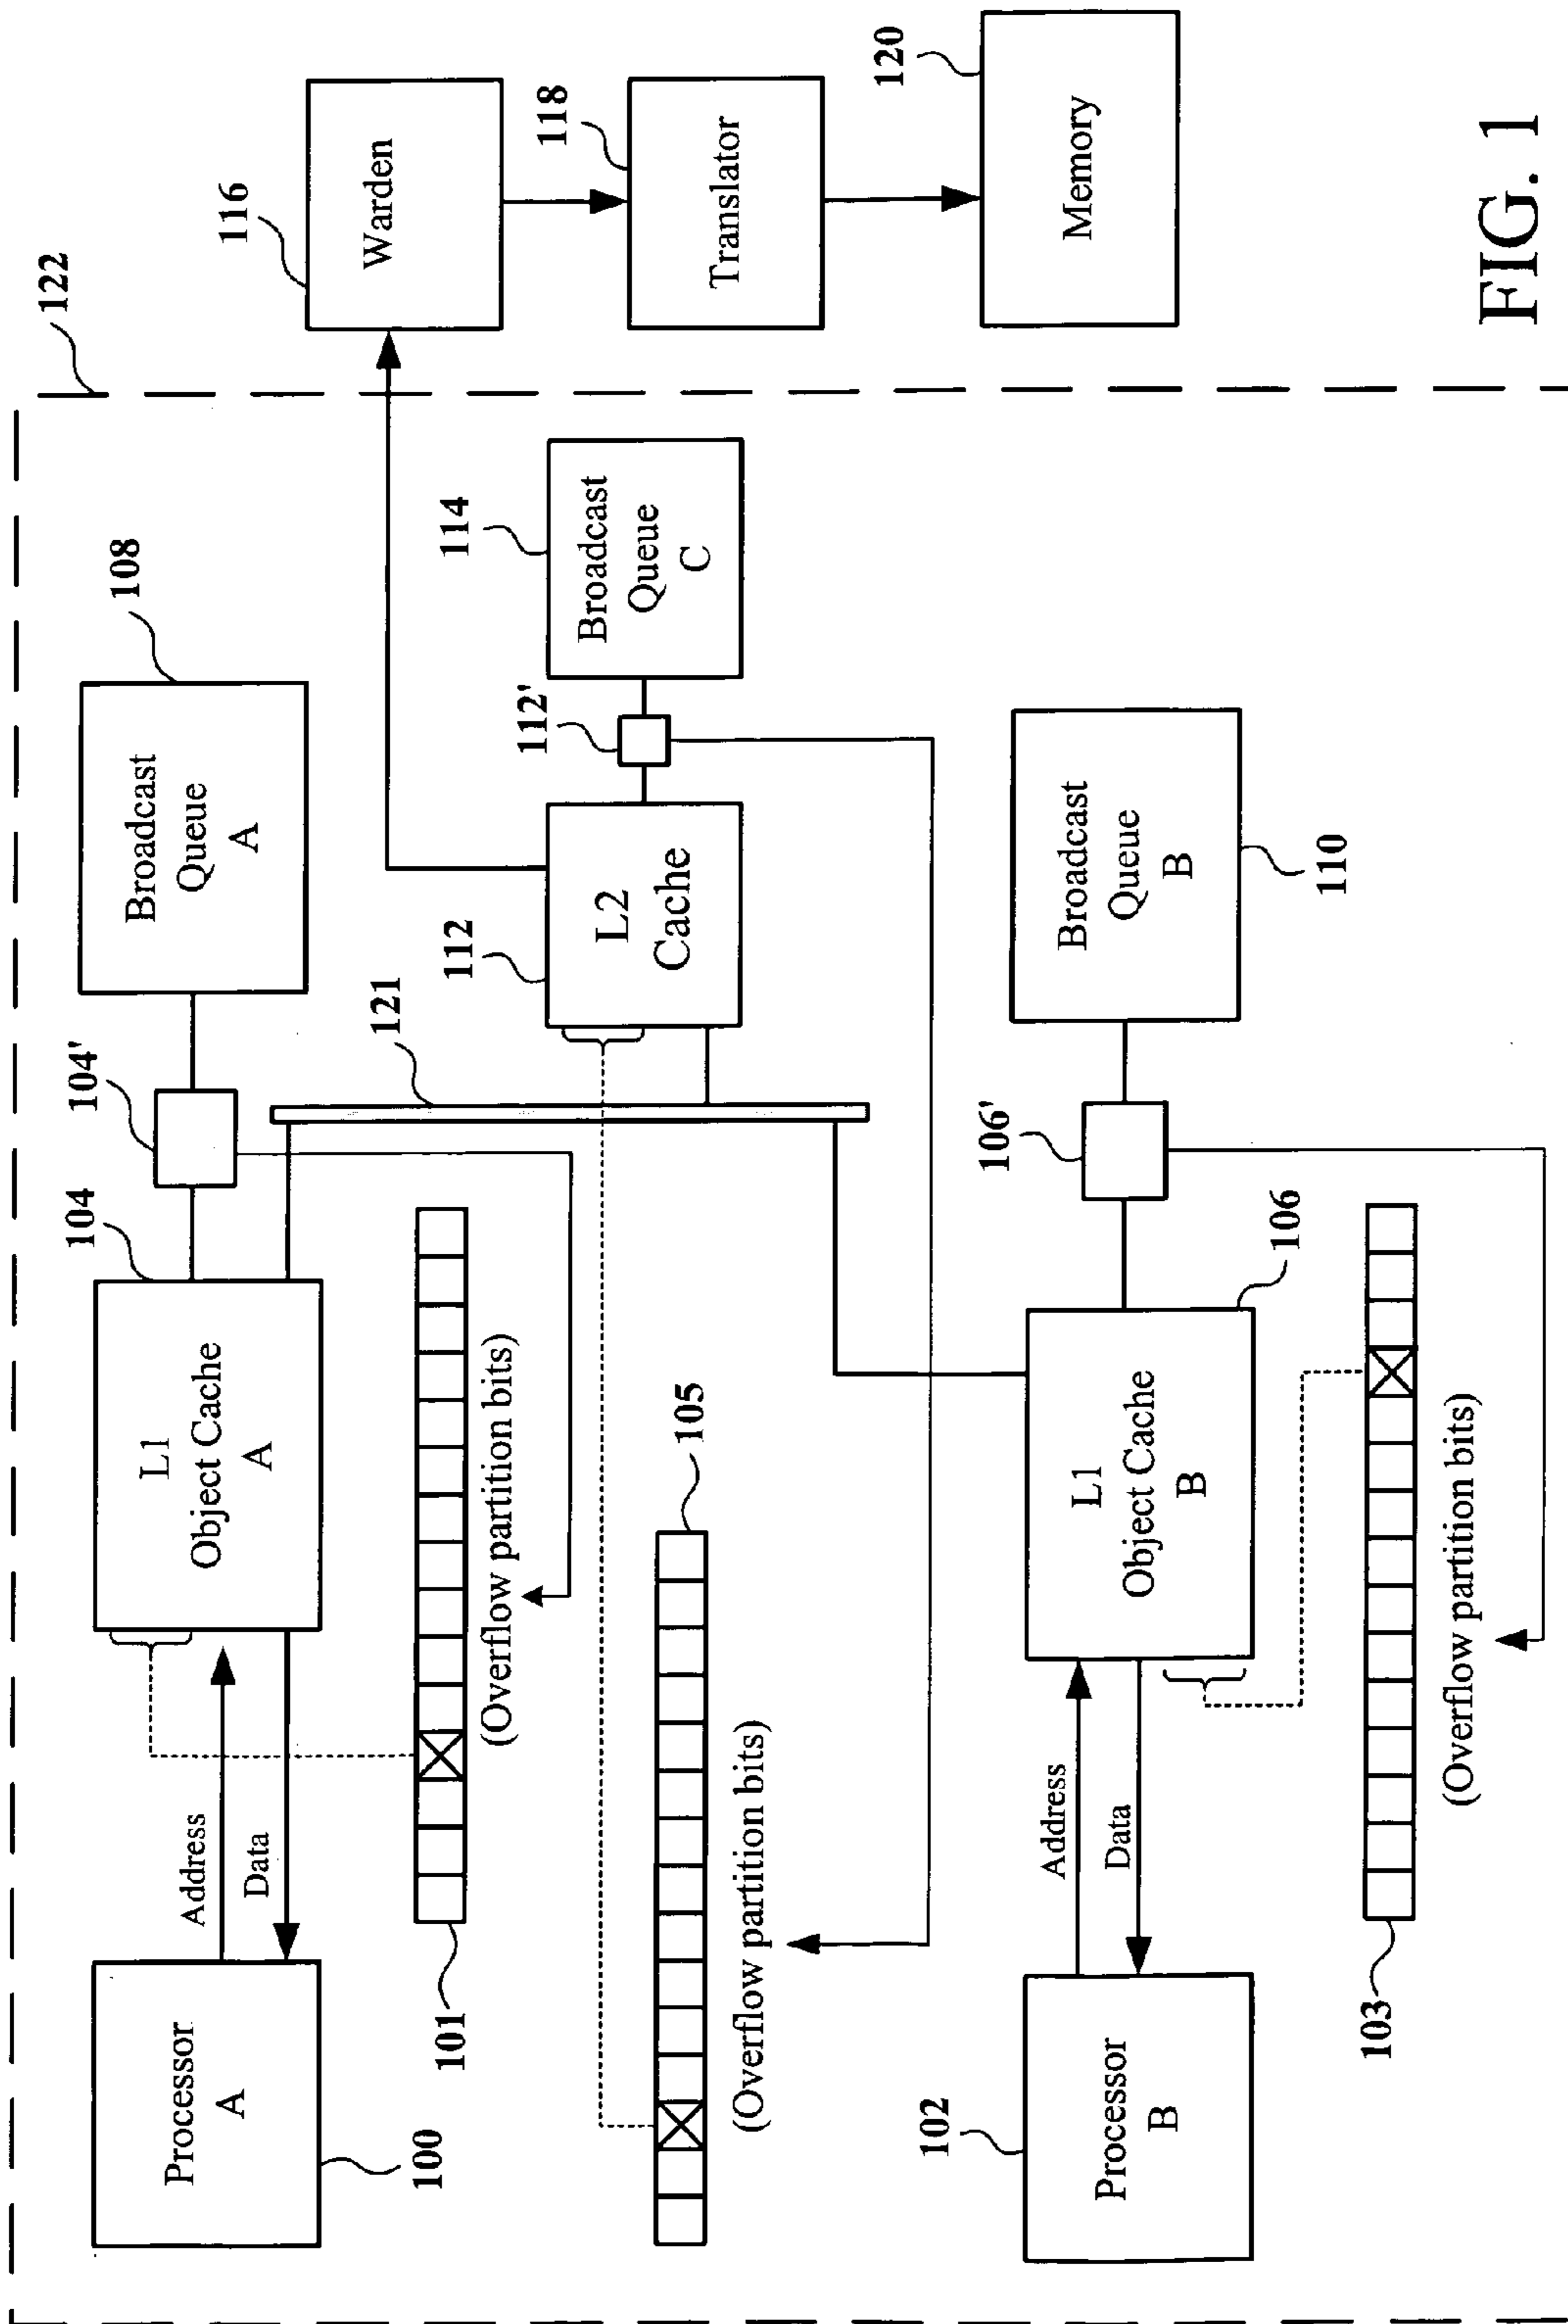 122
Processor
A
100
Address
Data
L1
Object Cache
A
104
104'
Broadcast
Queue
A
108
101
(Overflow partition bits)
121
105
(Overflow partition bits)
L2
Cache
112
112'
Broadcast
Queue
C
114
116
Warden
118
Translator
120
Memory
102
Processor
B
Address
Data
L1
Object Cache
B
106
106'
Broadcast
Queue
B
110
103
(Overflow partition bits)
FIG. 1